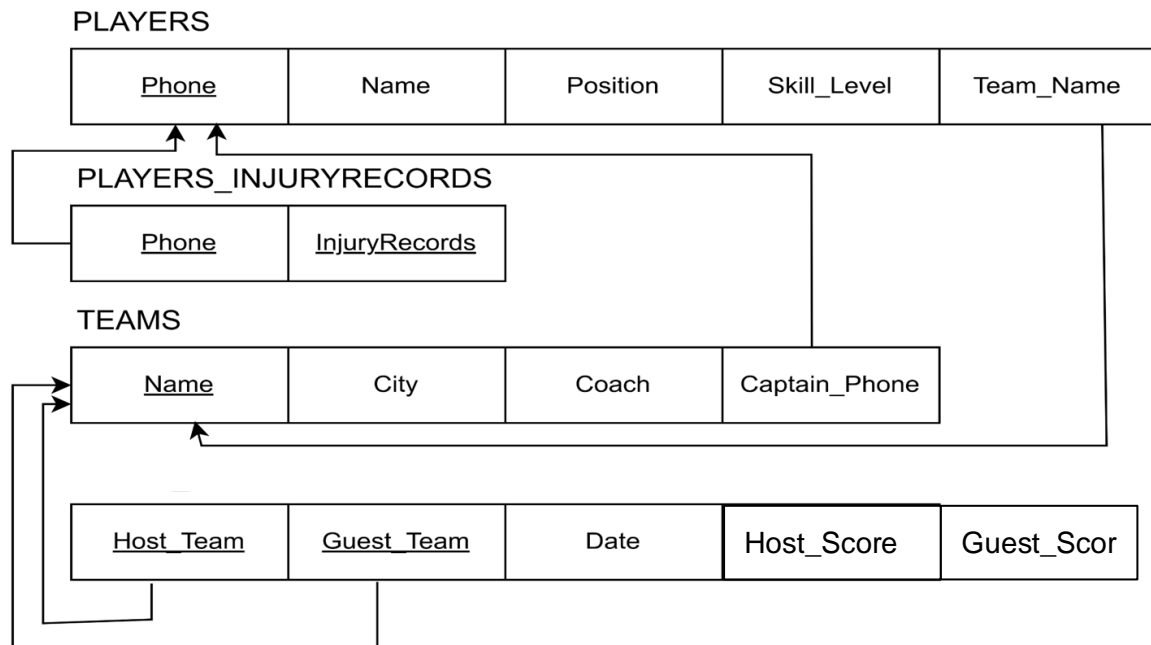 PLAYERS
Phone Name Position Skill_Level Team_Name
PLAYERS_INJURYRECORDS
Phone InjuryRecords
TEAMS
Name City Coach Captain_Phone
Host_Team Guest_Team Date Host_Score Guest_Scor